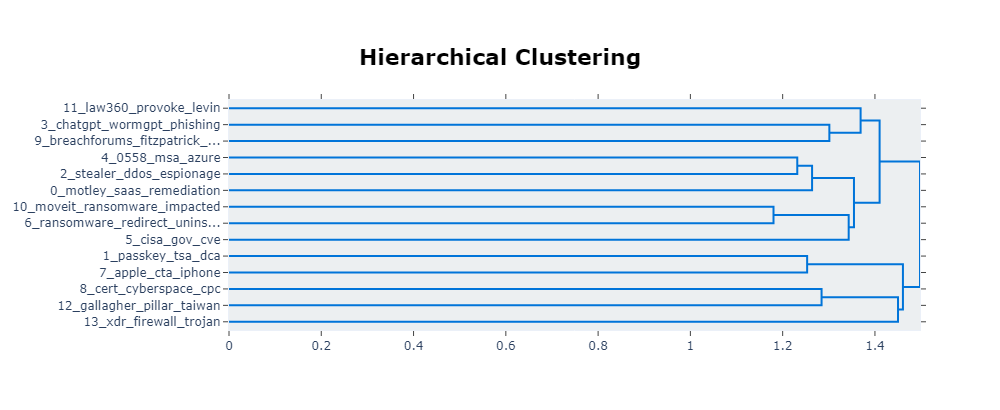 Hierarchical Clustering
11_law360_provoke_levin
3_chatgpt_wormgpt_phishing
9_breachforums_fitzpatrick_...
4_0558_msa_azure
2_stealer_ddos_espionage
0_motley_saas_remediation
10_moveit_ransomware_impacted
6_ransomware_redirect_unins...
5_cisa_gov_cve
1_passkey_tsa_dca
7_apple_cta_iphone
8_cert_cyberspace_cpc
12_gallagher_pillar_taiwan
13_xdr_firewall_trojan
0 0.2 0.4 0.6 0.8 1 1.2 1.4